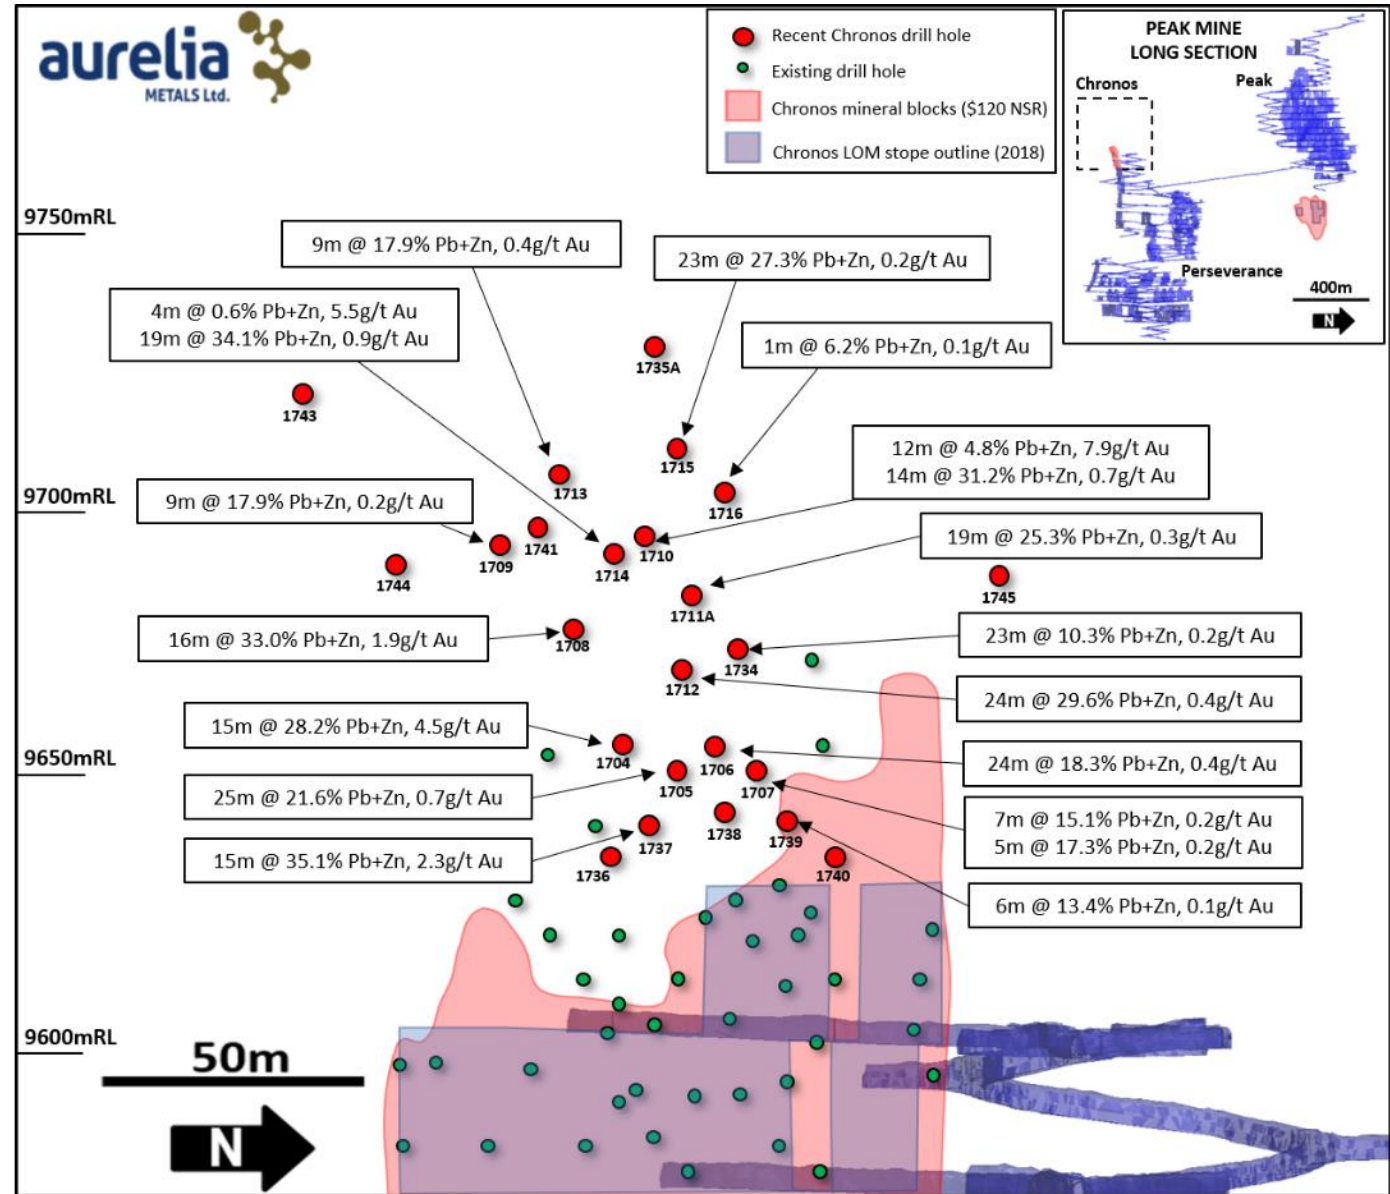 aurelia
METALS Ltd.
Recent Chronos drill hole
Existing drill hole
Chronos mineral blocks ($120 NSR)
Chronos LOM stope outline (2018)
PEAK MINE
LONG SECTION
Chronos
Peak
Perseverance
400m
N
9750mRL
9m @ 17.9% Pb+Zn, 0.4g/t Au
23m @ 27.3% Pb+Zn, 0.2g/t Au
4m @ 0.6% Pb+Zn, 5.5g/t Au
19m @ 34.1% Pb+Zn, 0.9g/t Au
1m @ 6.2% Pb+Zn, 0.1g/t Au
1735A
1743
1715
12m @ 4.8% Pb+Zn, 7.9g/t Au
14m @ 31.2% Pb+Zn, 0.7g/t Au
1713
9700mRL
9m @ 17.9% Pb+Zn, 0.2g/t Au
1716
1741
1710
19m @ 25.3% Pb+Zn, 0.3g/t Au
1709
1714
1744
1745
1711A
16m @ 33.0% Pb+Zn, 1.9g/t Au
1708
23m @ 10.3% Pb+Zn, 0.2g/t Au
1734
1712
24m @ 29.6% Pb+Zn, 0.4g/t Au
15m @ 28.2% Pb+Zn, 4.5g/t Au
1704
1706
24m @ 18.3% Pb+Zn, 0.4g/t Au
9650mRL
25m @ 21.6% Pb+Zn, 0.7g/t Au
1705
1707
7m @ 15.1% Pb+Zn, 0.2g/t Au
5m @ 17.3% Pb+Zn, 0.2g/t Au
1738
1739
1737
15m @ 35.1% Pb+Zn, 2.3g/t Au
1736
1740
6m @ 13.4% Pb+Zn, 0.1g/t Au
9600mRL
50m
N